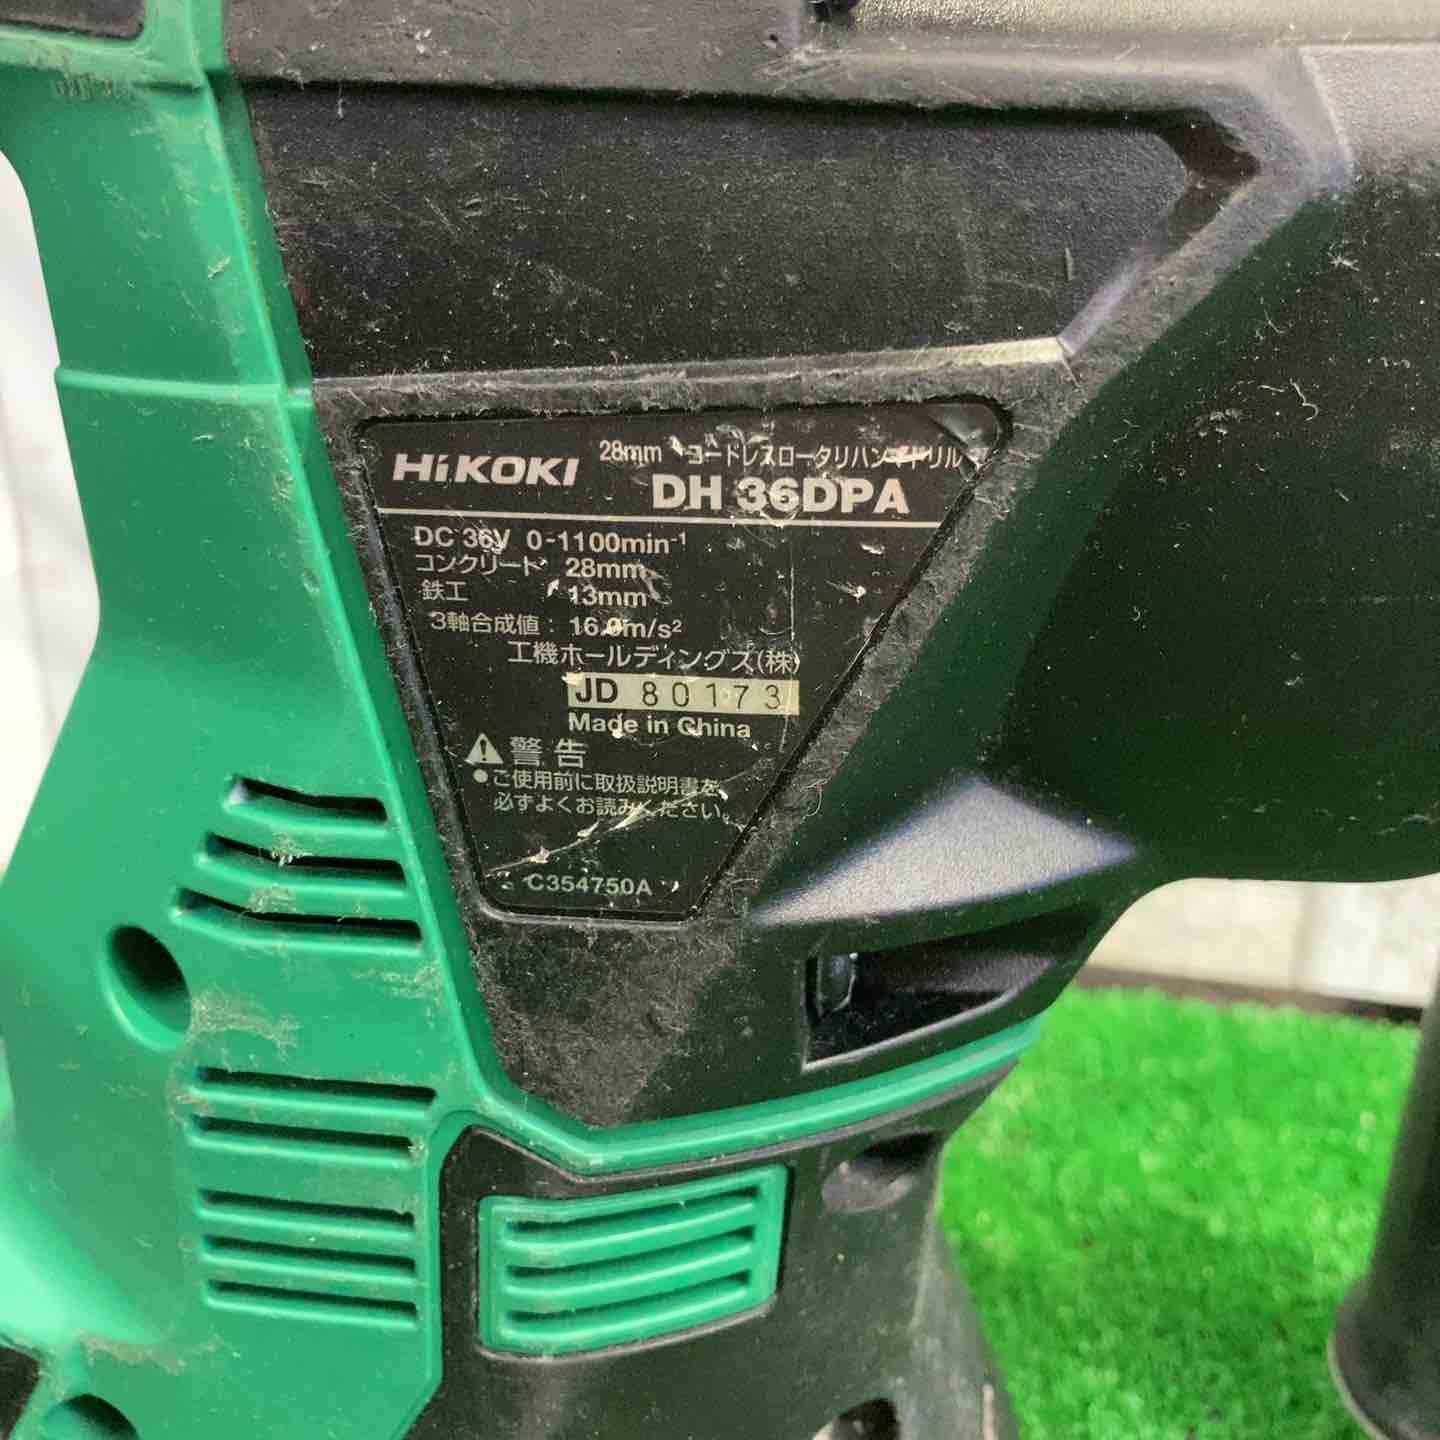 HiKOKI
28mm コードレスロータリハンマドリル
DH 36DPA
DC 36V 0-1100min⁻¹
コンクリート 28mm
鉄工 13mm
3軸合成値: 16.0m/s²
工機ホールディングス(株)
JD 80173
Made in China
警告
●ご使用前に取扱説明書を、
必ずよくお読みください。
C354750A